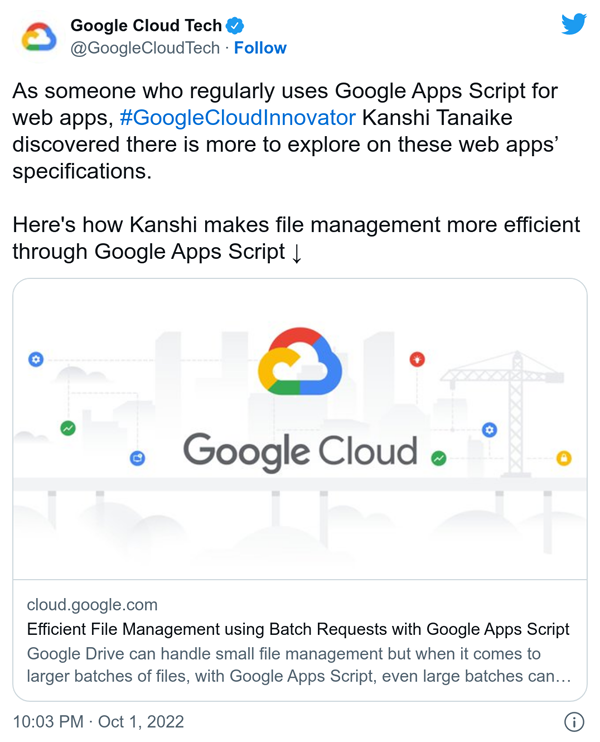 Google Cloud Tech
@GoogleCloudTech · Follow
As someone who regularly uses Google Apps Script for
web apps, #GoogleCloudInnovator Kanshi Tanaike
discovered there is more to explore on these web apps’
specifications.
Here's how Kanshi makes file management more efficient
through Google Apps Script ↓
Google Cloud
cloud.google.com
Efficient File Management using Batch Requests with Google Apps Script
Google Drive can handle small file management but when it comes to
larger batches of files, with Google Apps Script, even large batches can…
10:03 PM · Oct 1, 2022